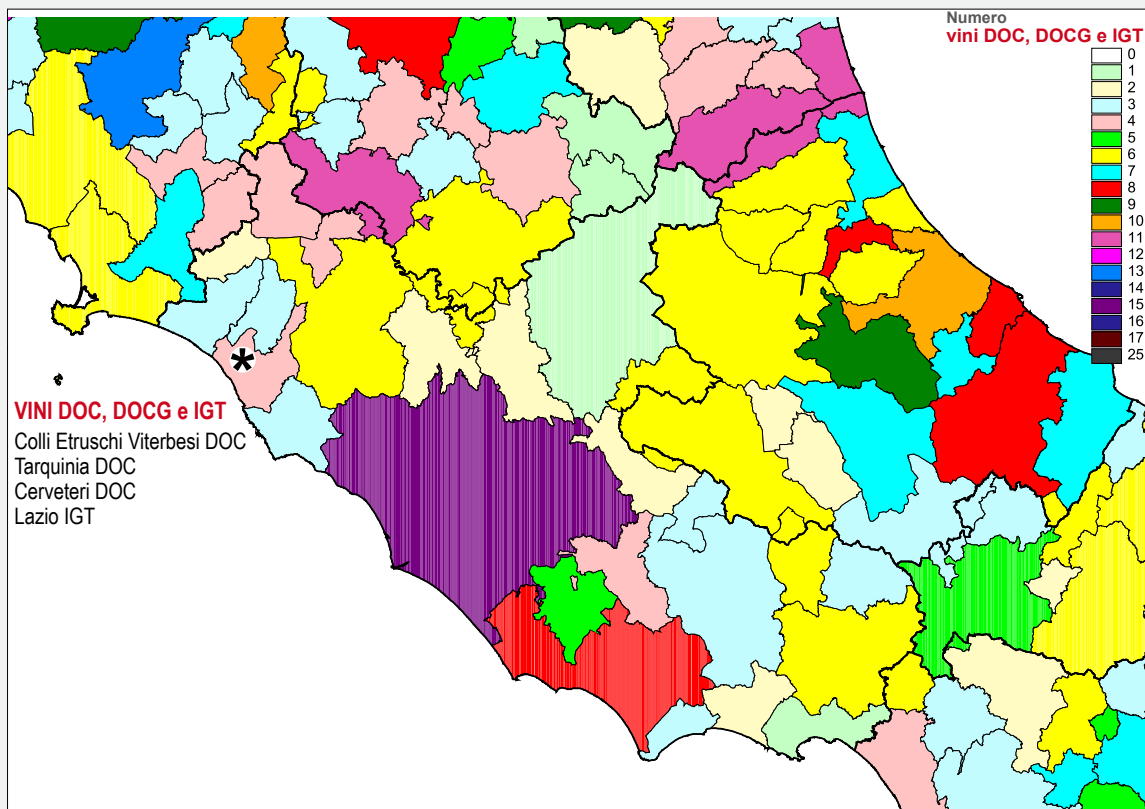 Numero
vini DOC, DOCG e IGT
0
1
2
3
4
5
6
7
8
9
10
11
12
13
14
15
16
17
25
*
VINI DOC, DOCG e IGT
Colli Etruschi Viterbesi DOC
Tarquinia DOC
Cerveteri DOC
Lazio IGT